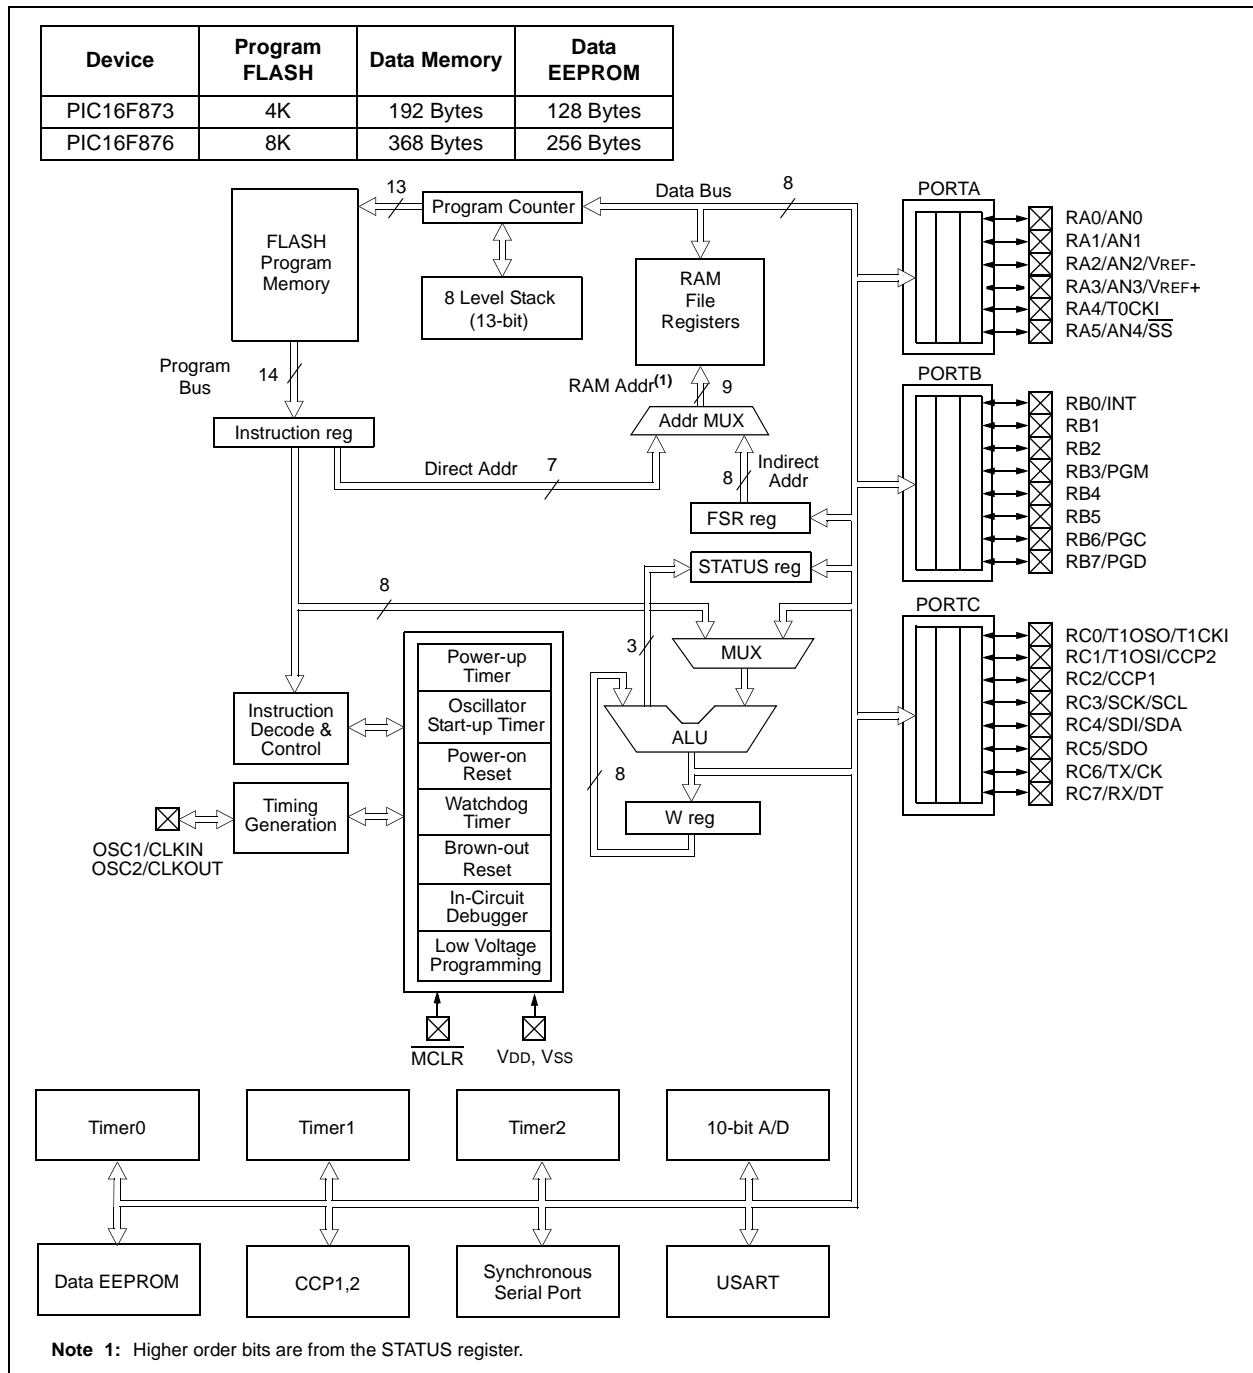 Device Program FLASH Data Memory Data EEPROM
PIC16F873 4K 192 Bytes 128 Bytes
PIC16F876 8K 368 Bytes 256 Bytes
FLASH
Program
Memory
13
Program Counter
8 Level Stack
(13-bit)
Data Bus
8
RAM
File
Registers
Program
Bus
14
Instruction reg
RAM Addr(1)
9
Addr MUX
Direct Addr
7
8
Indirect
Addr
FSR reg
STATUS reg
8
3
MUX
ALU
8
W reg
Power-up
Timer
Oscillator
Start-up Timer
Power-on
Reset
Watchdog
Timer
Brown-out
Reset
In-Circuit
Debugger
Low Voltage
Programming
Instruction
Decode &
Control
Timing
Generation
OSC1/CLKIN
OSC2/CLKOUT
MCLR
VDD, VSS
PORTA
RA0/AN0
RA1/AN1
RA2/AN2/VREF-
RA3/AN3/VREF+
RA4/T0CKI
RA5/AN4/SS
PORTB
RB0/INT
RB1
RB2
RB3/PGM
RB4
RB5
RB6/PGC
RB7/PGD
PORTC
RC0/T1OSO/T1CKI
RC1/T1OSI/CCP2
RC2/CCP1
RC3/SCK/SCL
RC4/SDI/SDA
RC5/SDO
RC6/TX/CK
RC7/RX/DT
Timer0
Timer1
Timer2
10-bit A/D
Data EEPROM
CCP1,2
Synchronous
Serial Port
USART
Note 1: Higher order bits are from the STATUS register.